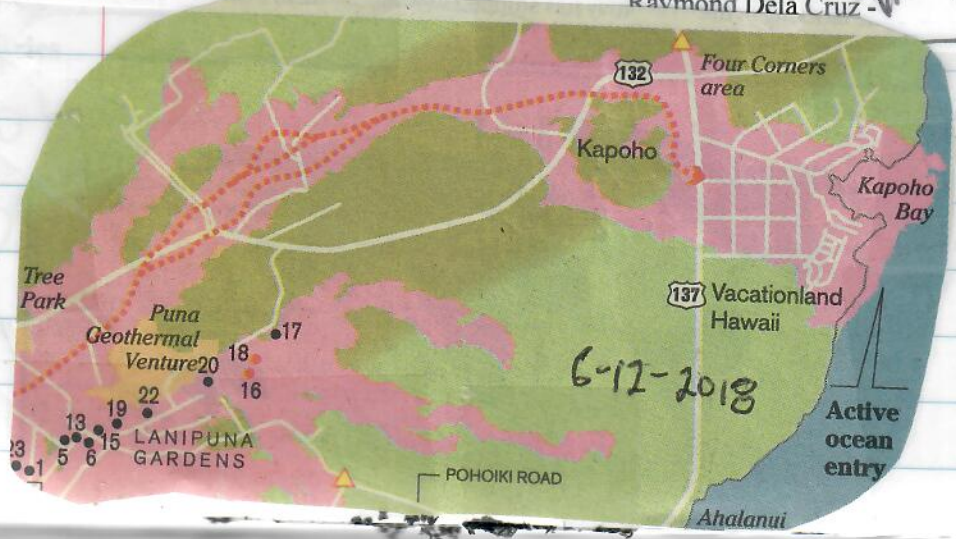 Raymond Dela Cruz -
132
Four Corners
area
Kapoho
Kapoho
Bay
Tree
Park
Puna
Geothermal
Venture
137
Vacationland
Hawaii
17
18
20
16
22
19
13
15
5
6
23
1
LANIPUNA
GARDENS
6-12-2018
Active
ocean
entry
POHOIKI ROAD
Ahalanui